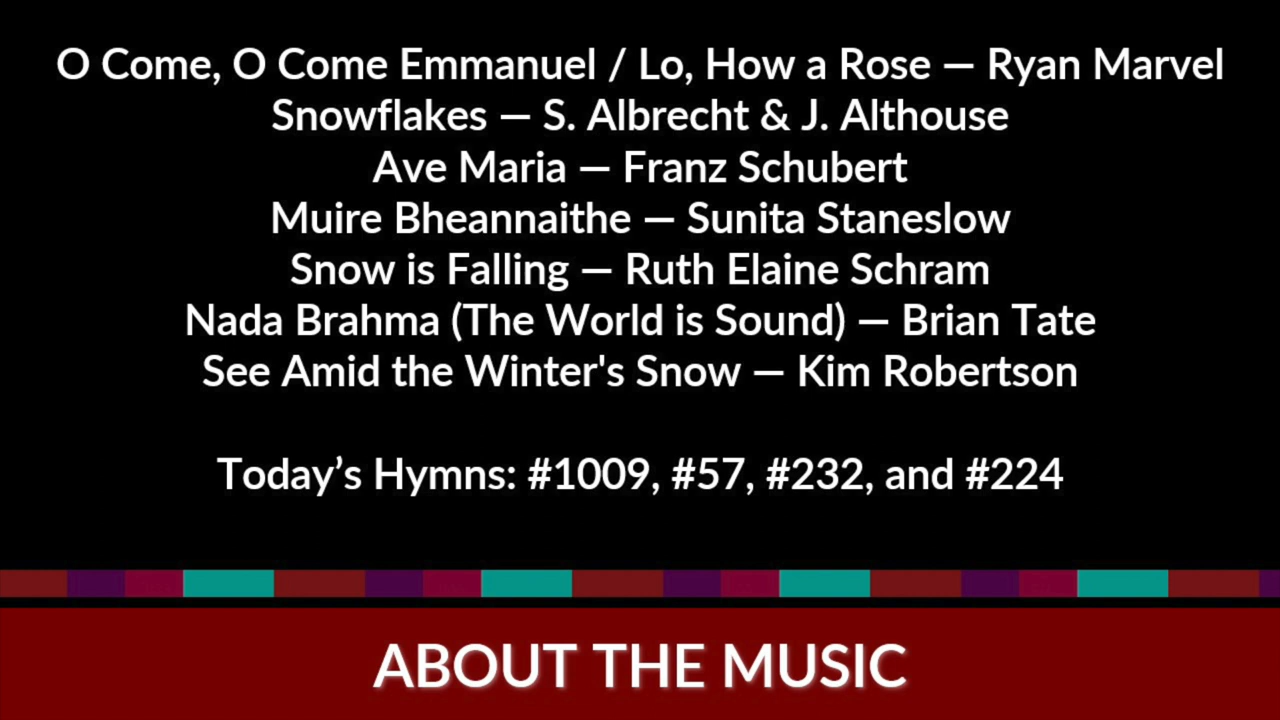 O Come, O Come Emmanuel / Lo, How a Rose — Ryan Marvel
Snowflakes — S. Albrecht & J. Althouse
Ave Maria — Franz Schubert
Muire Bheannaithe — Sunita Staneslow
Snow is Falling — Ruth Elaine Schram
Nada Brahma (The World is Sound) — Brian Tate
See Amid the Winter's Snow — Kim Robertson
Today’s Hymns: #1009, #57, #232, and #224
ABOUT THE MUSIC